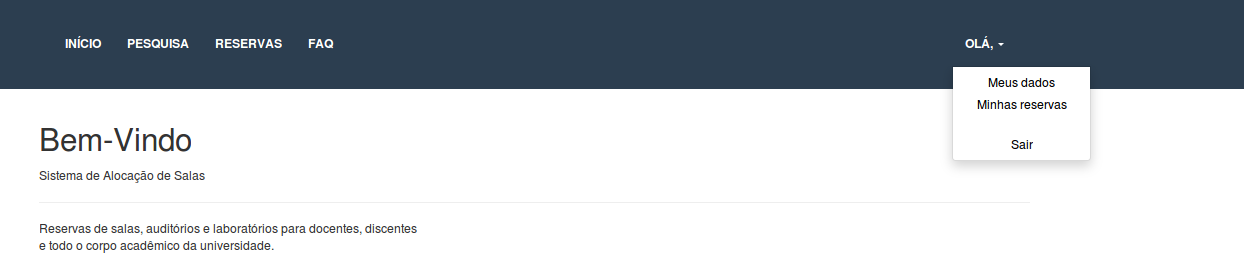 INÍCIO PESQUISA RESERVAS FAQ OLÁ,
Meus dados
Minhas reservas
Sair
Bem-Vindo
Sistema de Alocação de Salas
Reservas de salas, auditórios e laboratórios para docentes, discentes
e todo o corpo acadêmico da universidade.